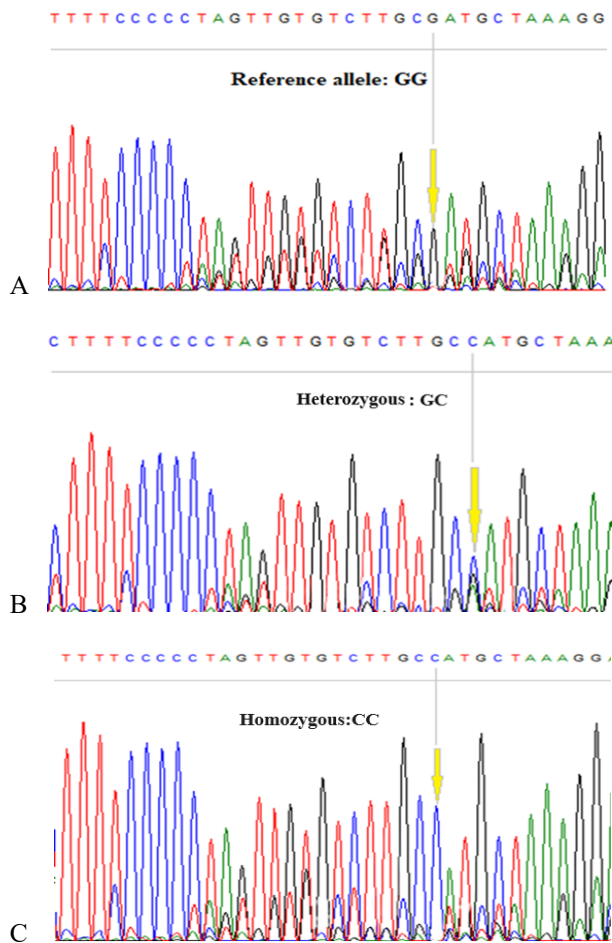 TTTTCCCCCTAGTTGTGTCTTGCGATGCTAAAGG
Reference allele: GG
A
CTTTTCCCCCTAGTTGTGTCTTGCCATGCTAAA
Heterozygous : GC
B
TTTTCCCCCTAGTTGTGTCTTGCCATGCTAAAGGA
Homozygous:CC
C